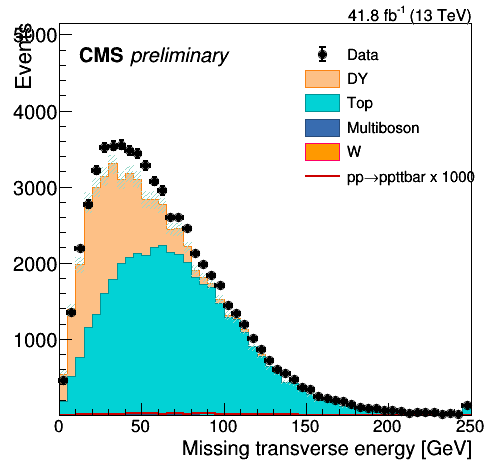 41.8 fb⁻¹ (13 TeV)
Events
CMS preliminary
Data
DY
Top
Multiboson
W
pp→ppttbar x 1000
5000
4000
3000
2000
1000
0 50 100 150 200 250
Missing transverse energy [GeV]